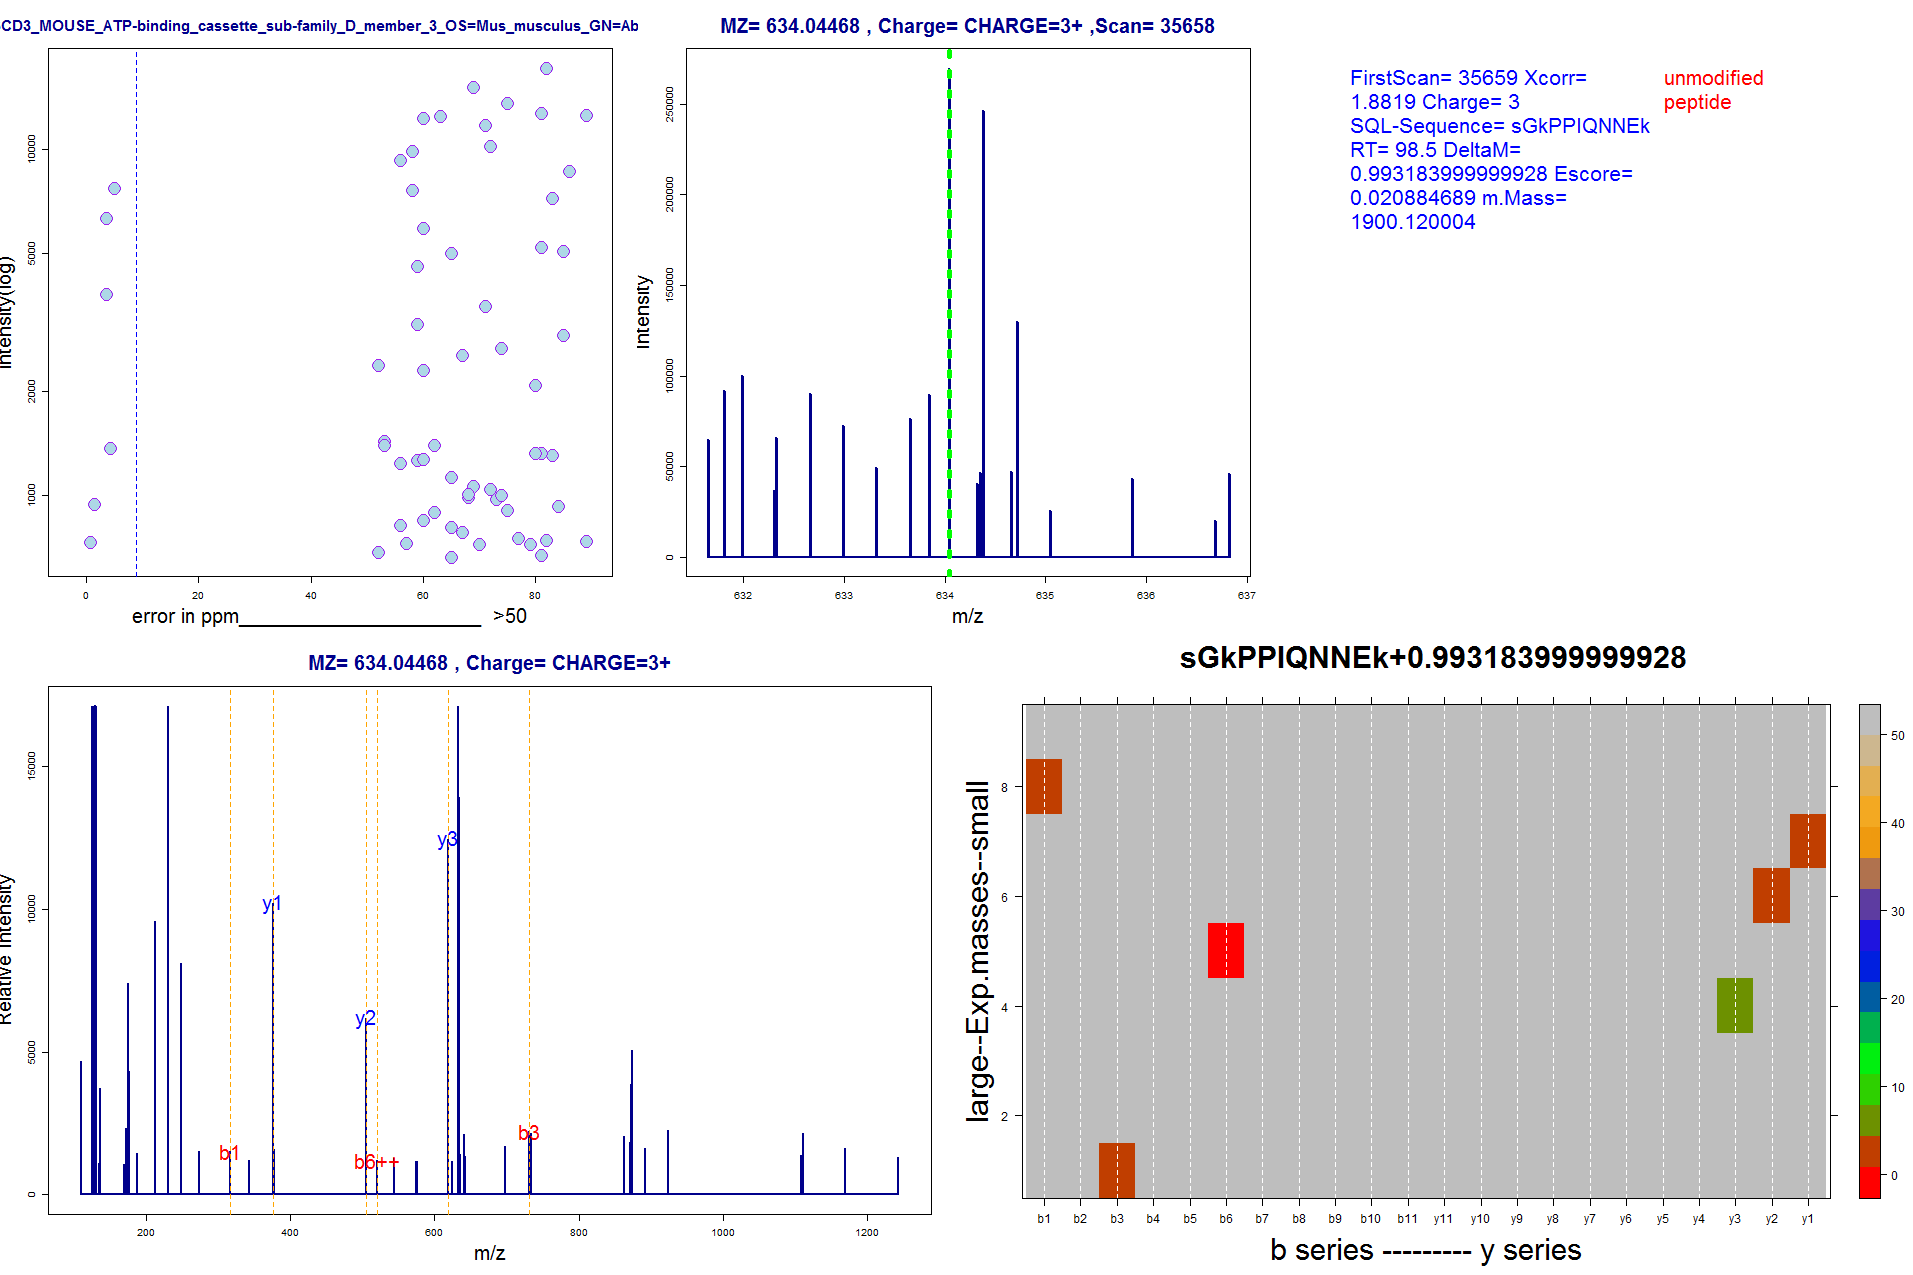 CD3_MOUSE_ATP-binding_cassette_sub-family_D_member_3_OS=Mus_musculus_GN=Ab
Intensity(log)
10000
5000
2000
1000
0 20 40 60 80
error in ppm______________________ >50
MZ= 634.04468 , Charge= CHARGE=3+ ,Scan= 35658
Intensity
250000
200000
150000
100000
50000
0
632 633 634 635 636 637
m/z
FirstScan= 35659 Xcorr=
1.8819 Charge= 3
SQL-Sequence= sGkPPIQNNEk
RT= 98.5 DeltaM=
0.993183999999928 Escore=
0.020884689 m.Mass=
1900.120004
unmodified
peptide
MZ= 634.04468 , Charge= CHARGE=3+
Relative Intensity
15000
10000
5000
0
y3
y1
y2
b1
b6++
b3
200 400 600 800 1000 1200
m/z
sGkPPIQNNEk+0.993183999999928
large--Exp.masses--small
8
6
4
2
b1 b2 b3 b4 b5 b6 b7 b8 b9 b10 b11 y11 y10 y9 y8 y7 y6 y5 y4 y3 y2 y1
b series --------- y series
50
40
30
20
10
0